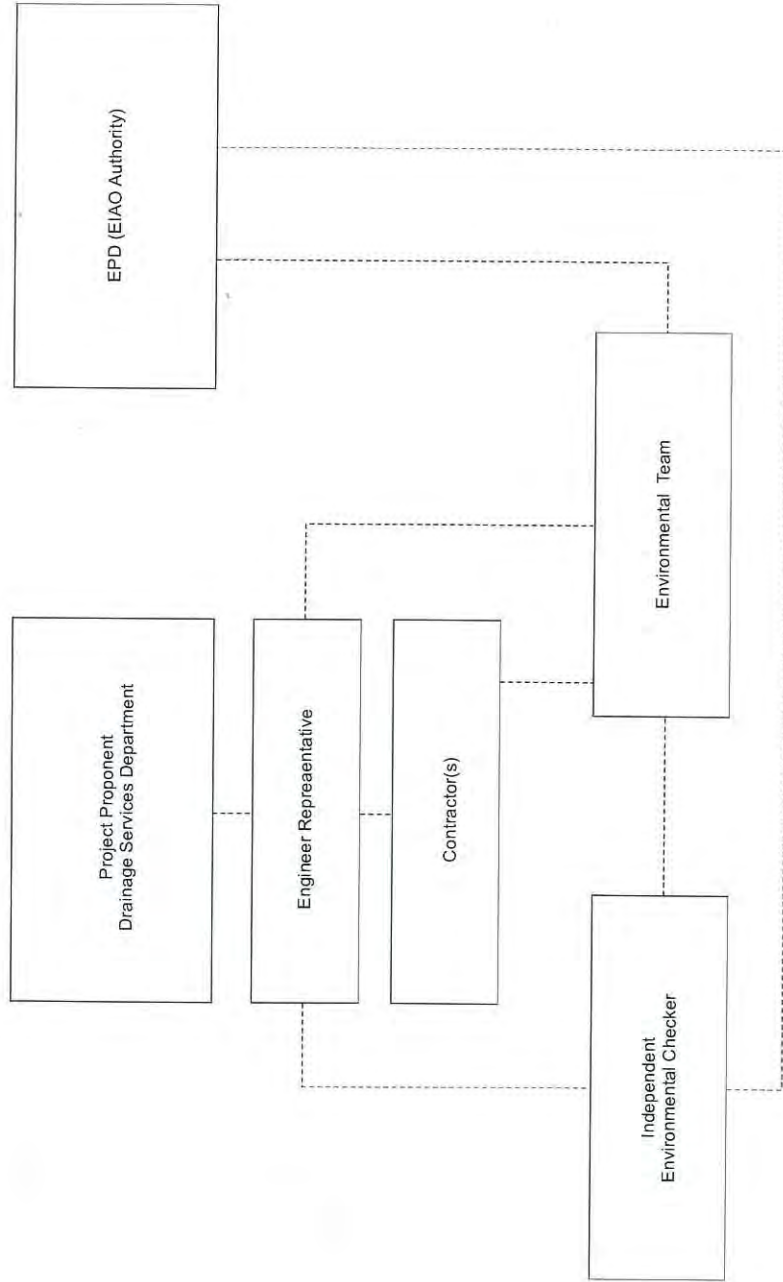 Project Proponent
Drainage Services Department
EPD (EIAO Authority)
Engineer Repreaentative
Contractor(s)
Independent
Environmental Checker
Environmental Team